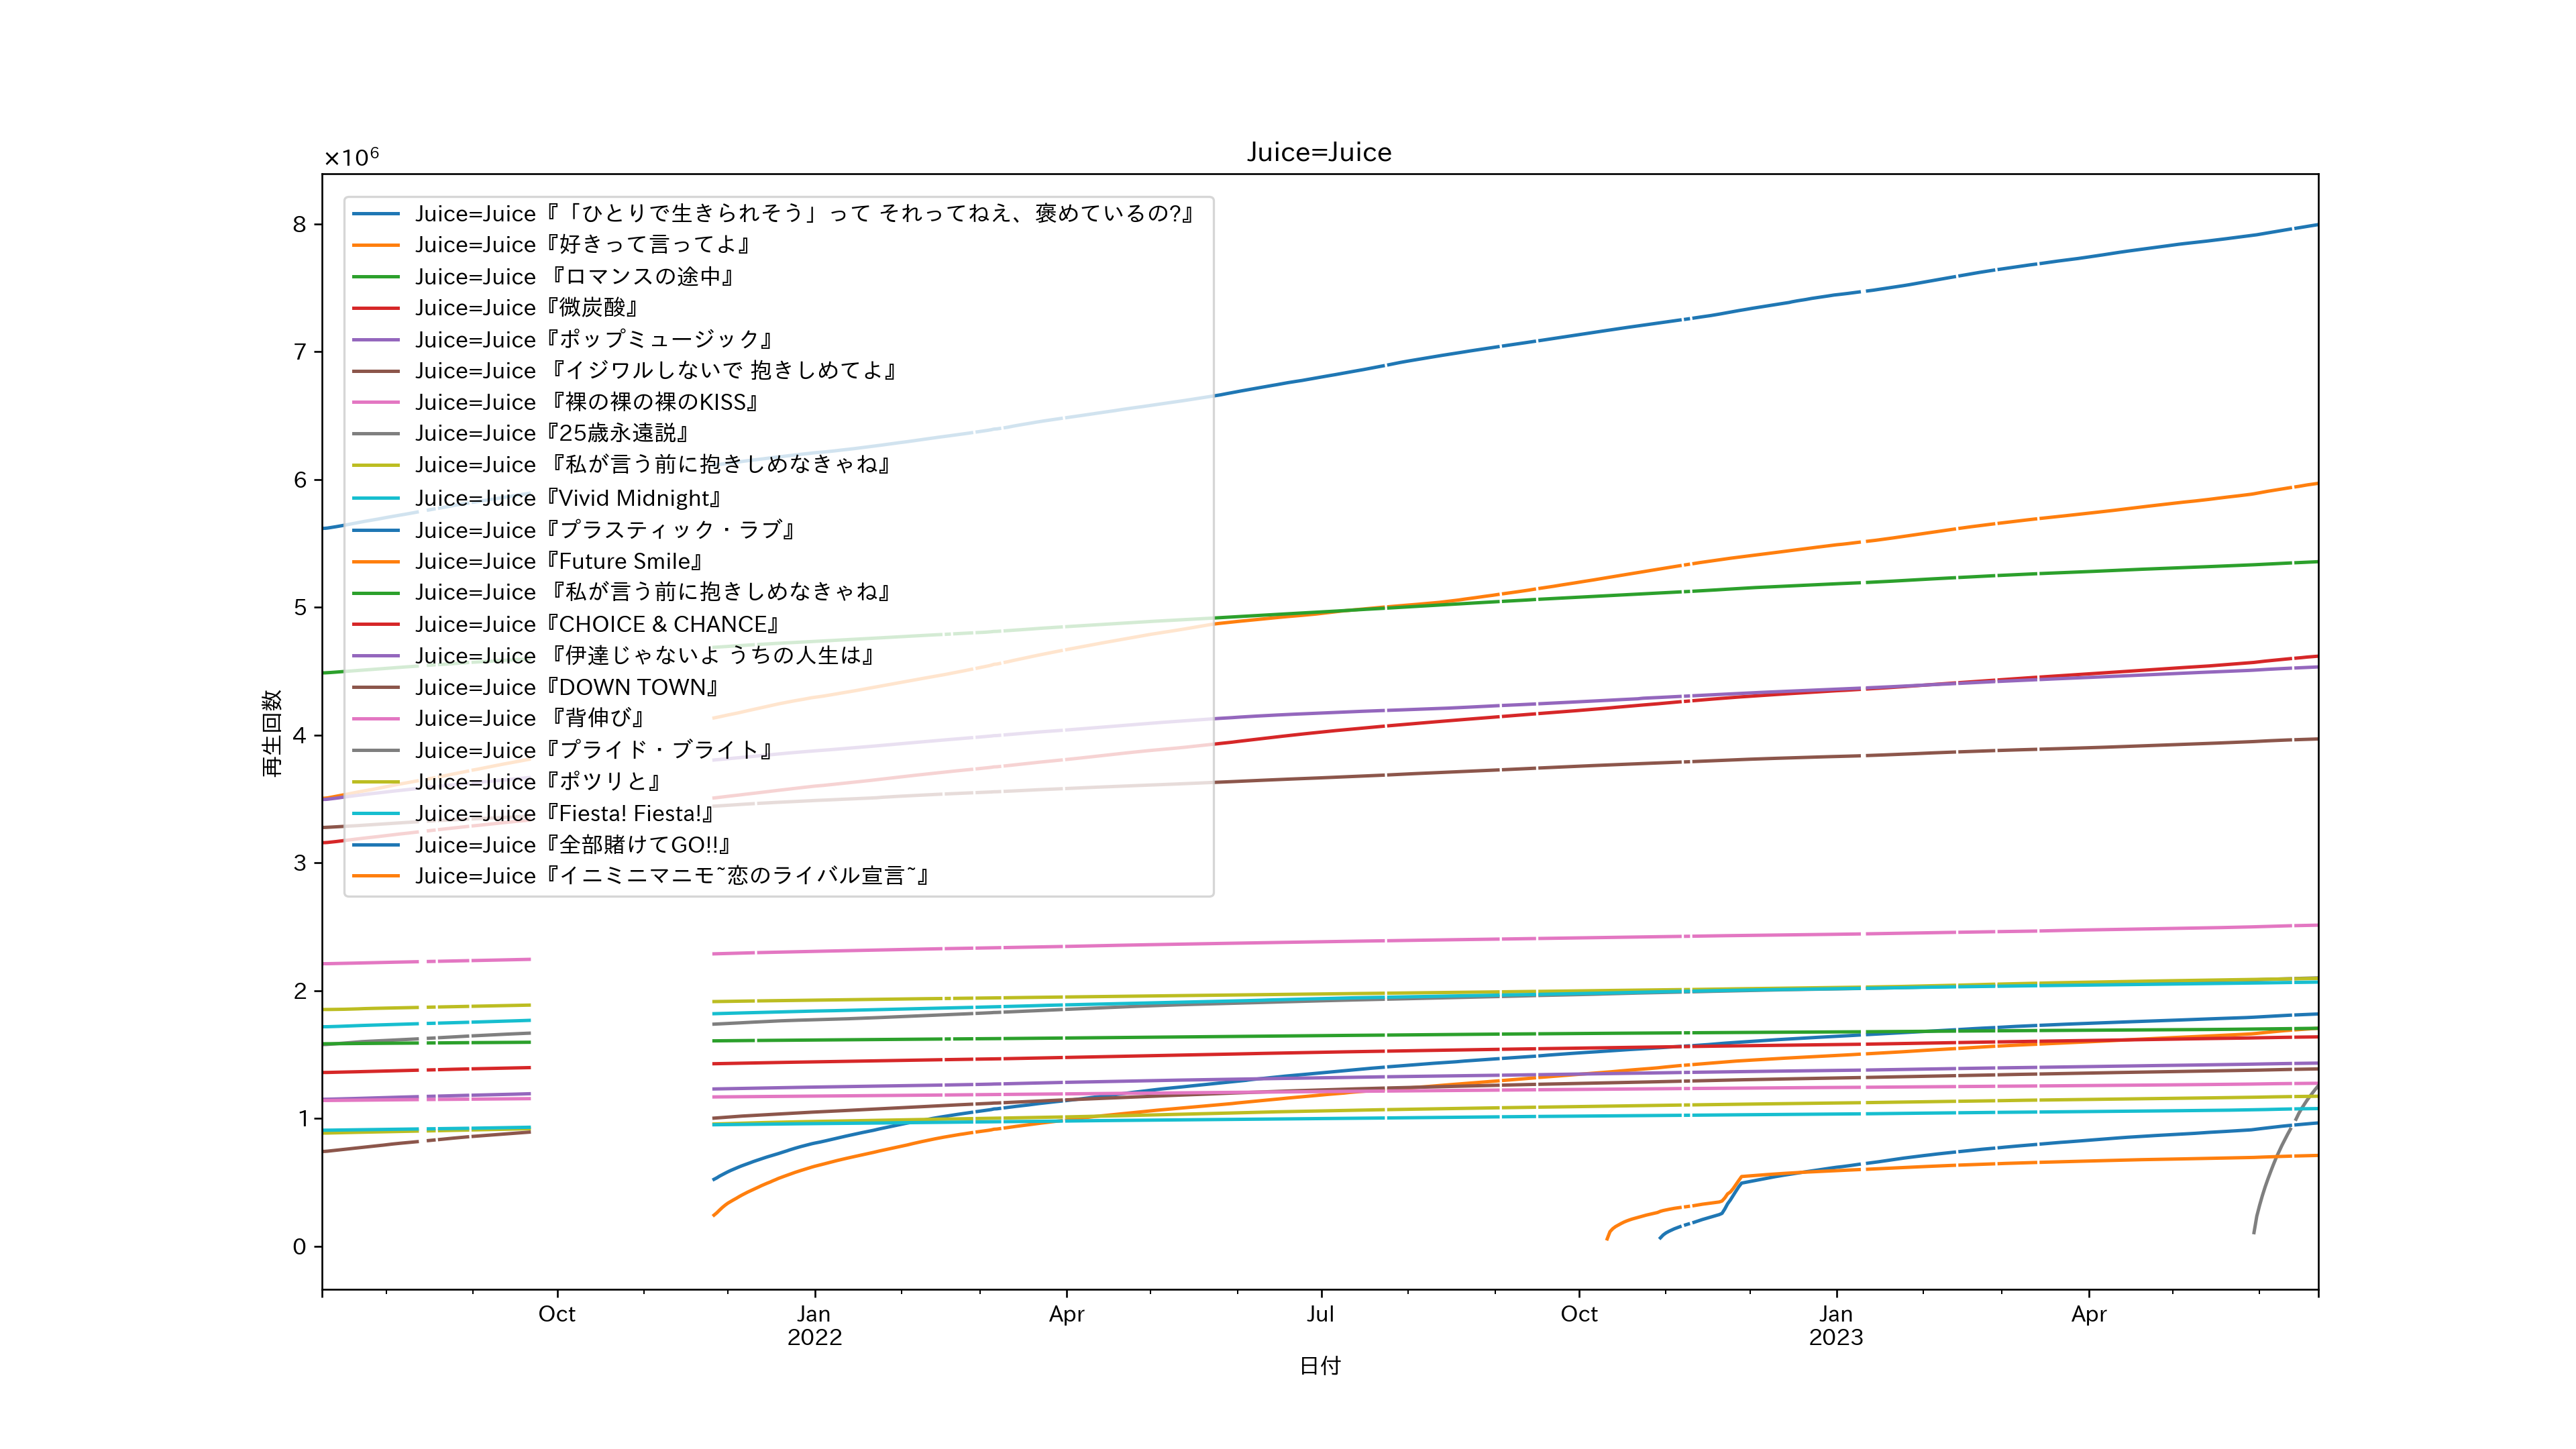 Juice=Juice
×10⁶
8
7
6
5
4
3
2
1
0
再生回数
Juice=Juice『「ひとりで生きられそう」って それってねえ、褒めているの?』
Juice=Juice『好きって言ってよ』
Juice=Juice 『ロマンスの途中』
Juice=Juice『微炭酸』
Juice=Juice『ポップミュージック』
Juice=Juice 『イジワルしないで 抱きしめてよ』
Juice=Juice 『裸の裸の裸のKISS』
Juice=Juice『25歳永遠説』
Juice=Juice 『私が言う前に抱きしめなきゃね』
Juice=Juice『Vivid Midnight』
Juice=Juice『プラスティック・ラブ』
Juice=Juice『Future Smile』
Juice=Juice 『私が言う前に抱きしめなきゃね』
Juice=Juice『CHOICE & CHANCE』
Juice=Juice 『伊達じゃないよ うちの人生は』
Juice=Juice『DOWN TOWN』
Juice=Juice 『背伸び』
Juice=Juice『プライド・ブライト』
Juice=Juice『ポツリと』
Juice=Juice『Fiesta! Fiesta!』
Juice=Juice『全部賭けてGO!!』
Juice=Juice『イニミニマニモ~恋のライバル宣言~』
Oct Jan Apr Jul Oct Jan Apr
2022 2023
日付